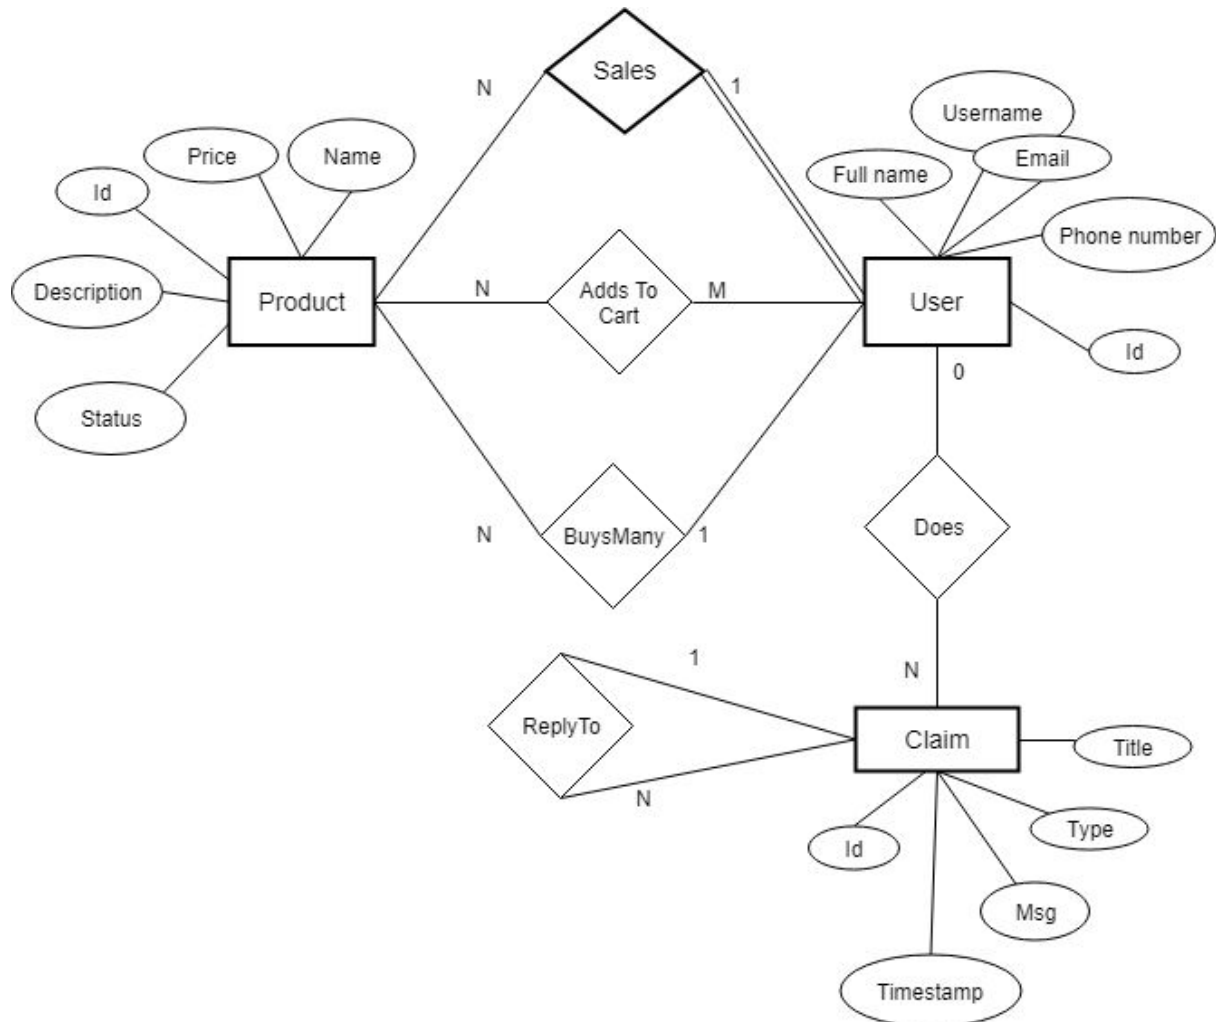 Sales
N
1
Username
Price
Name
Email
Full name
Id
Phone number
Description
Product
N
Adds To
Cart
M
User
Id
0
Status
Does
N
BuysMany
1
1
N
ReplyTo
Claim
Title
N
Type
Id
Msg
Timestamp